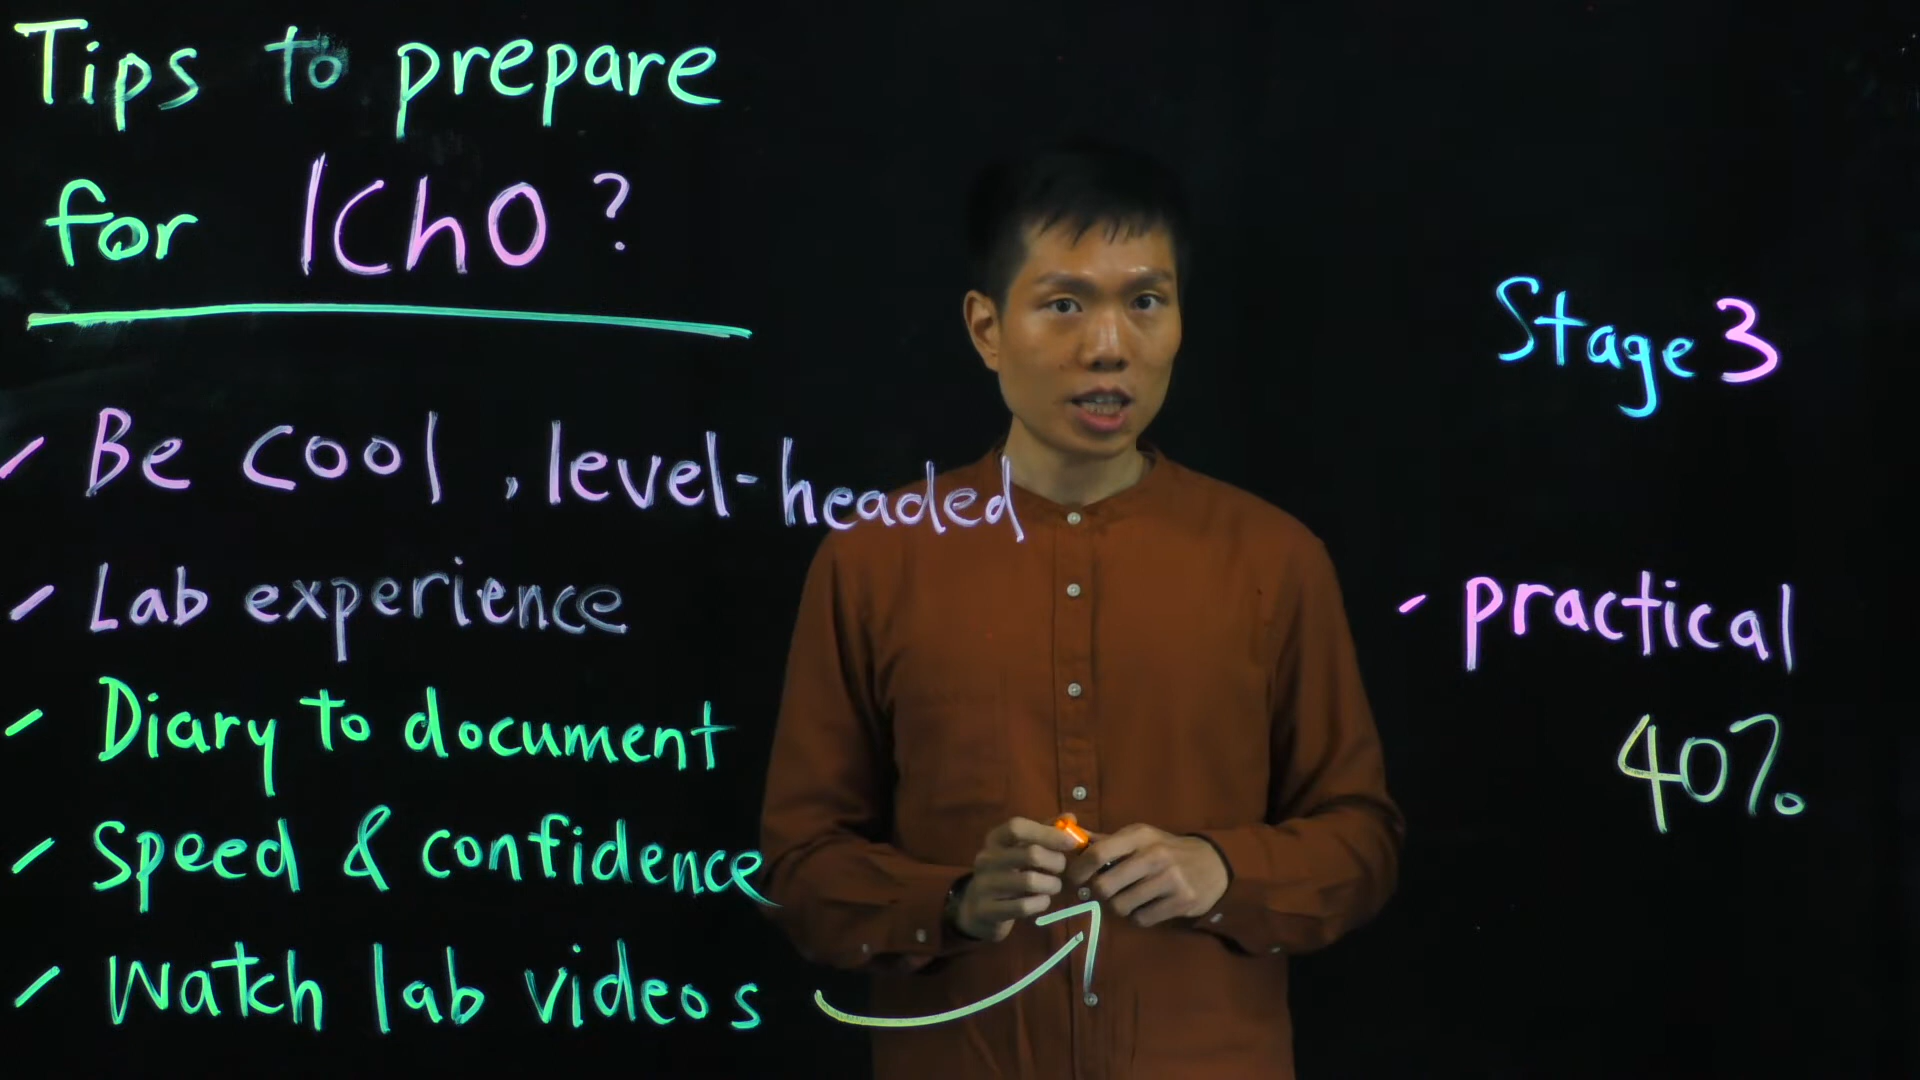 Tips to prepare
for IChO?
- Be cool, level-headed
- Lab experience
- Diary to document
- Speed & confidence
- Watch lab videos
Stage 3
- practical
40%